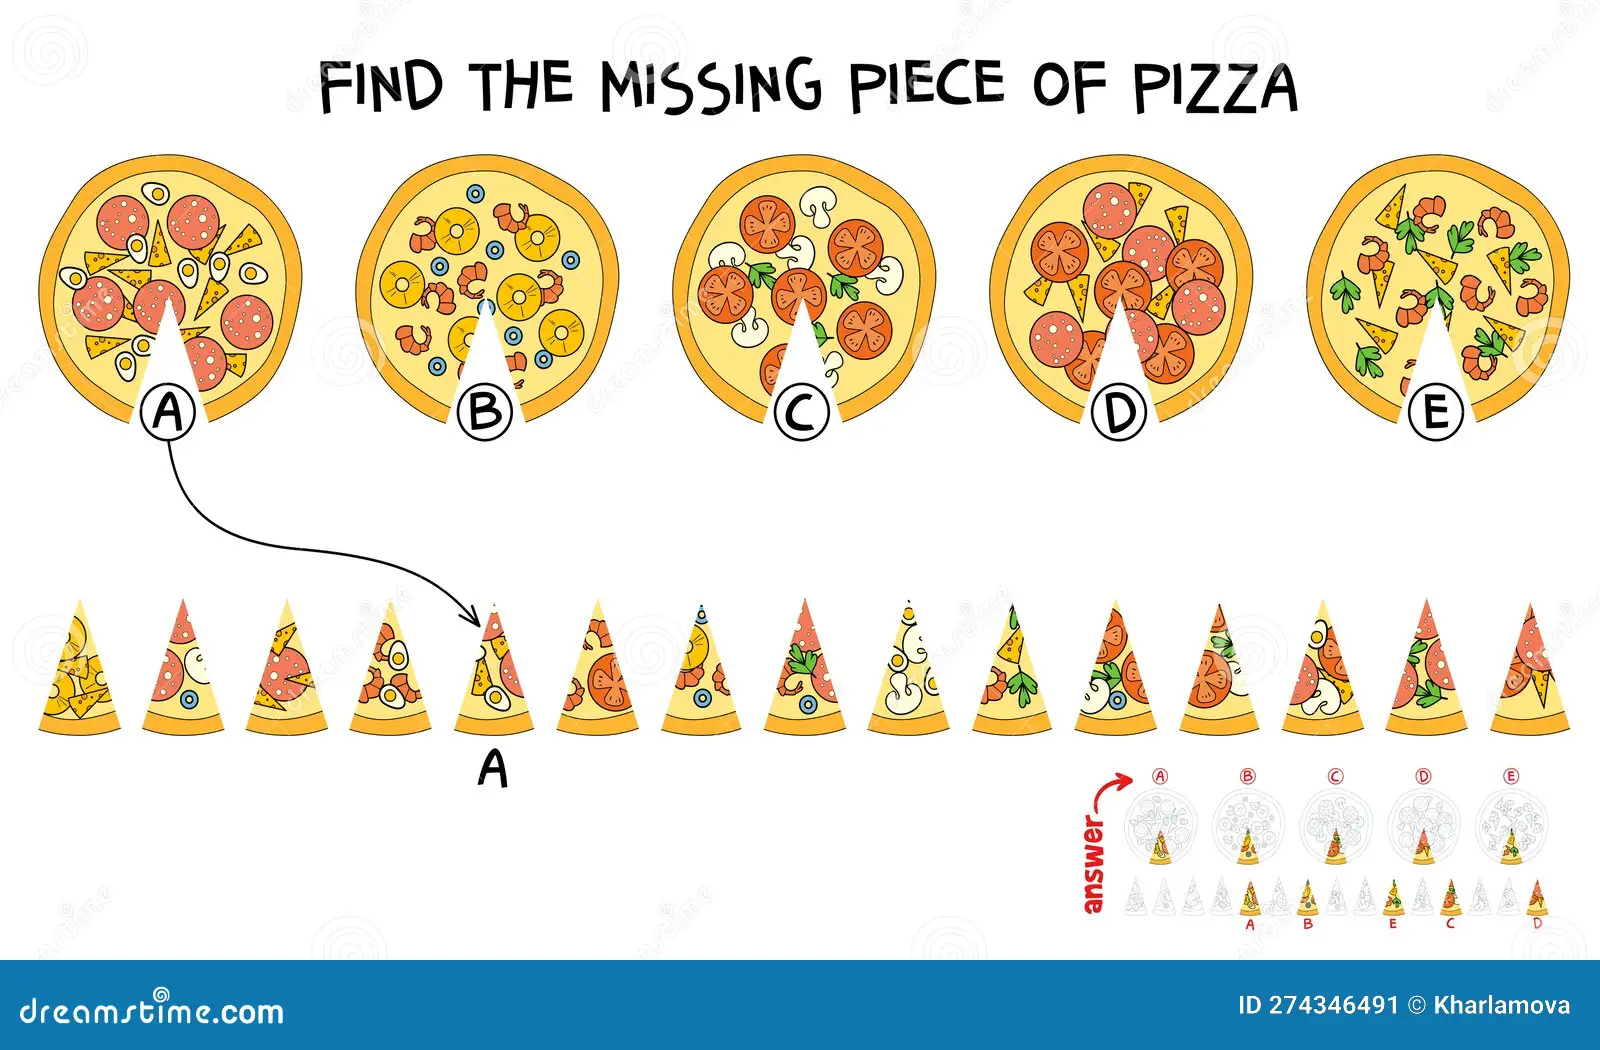 FIND THE MISSING PIECE OF PIZZA
A B C D E
A
answer
A B C D E
A B E C D
dreamstime.com
ID 274346491 © Kharlamova